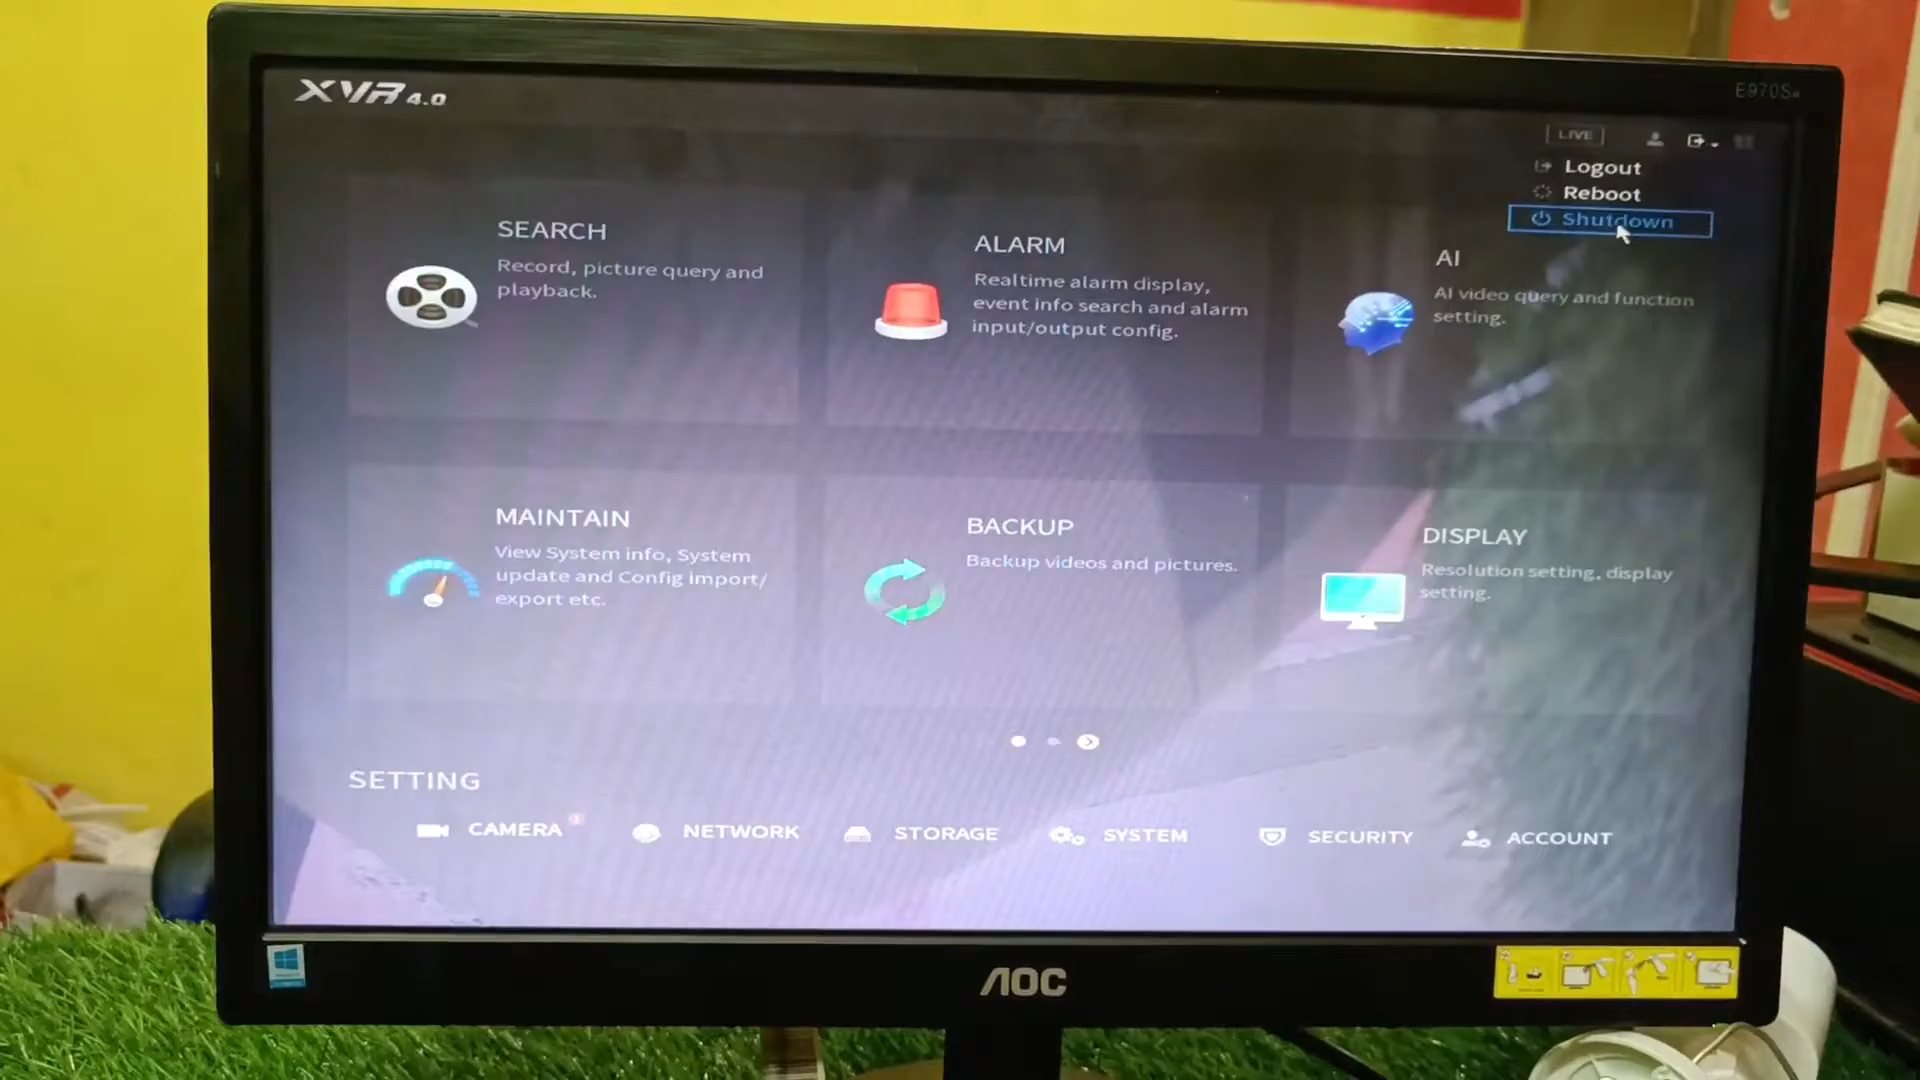 XVR 4.0
E970Sw
LIVE
Logout
Reboot
Shutdown
SEARCH
Record, picture query and
playback.
ALARM
Realtime alarm display,
event info search and alarm
input/output config.
AI
AI video query and function
setting.
MAINTAIN
View System info, System
update and Config import/
export etc.
BACKUP
Backup videos and pictures.
DISPLAY
Resolution setting, display
setting.
SETTING
CAMERA
NETWORK
STORAGE
SYSTEM
SECURITY
ACCOUNT
AOC